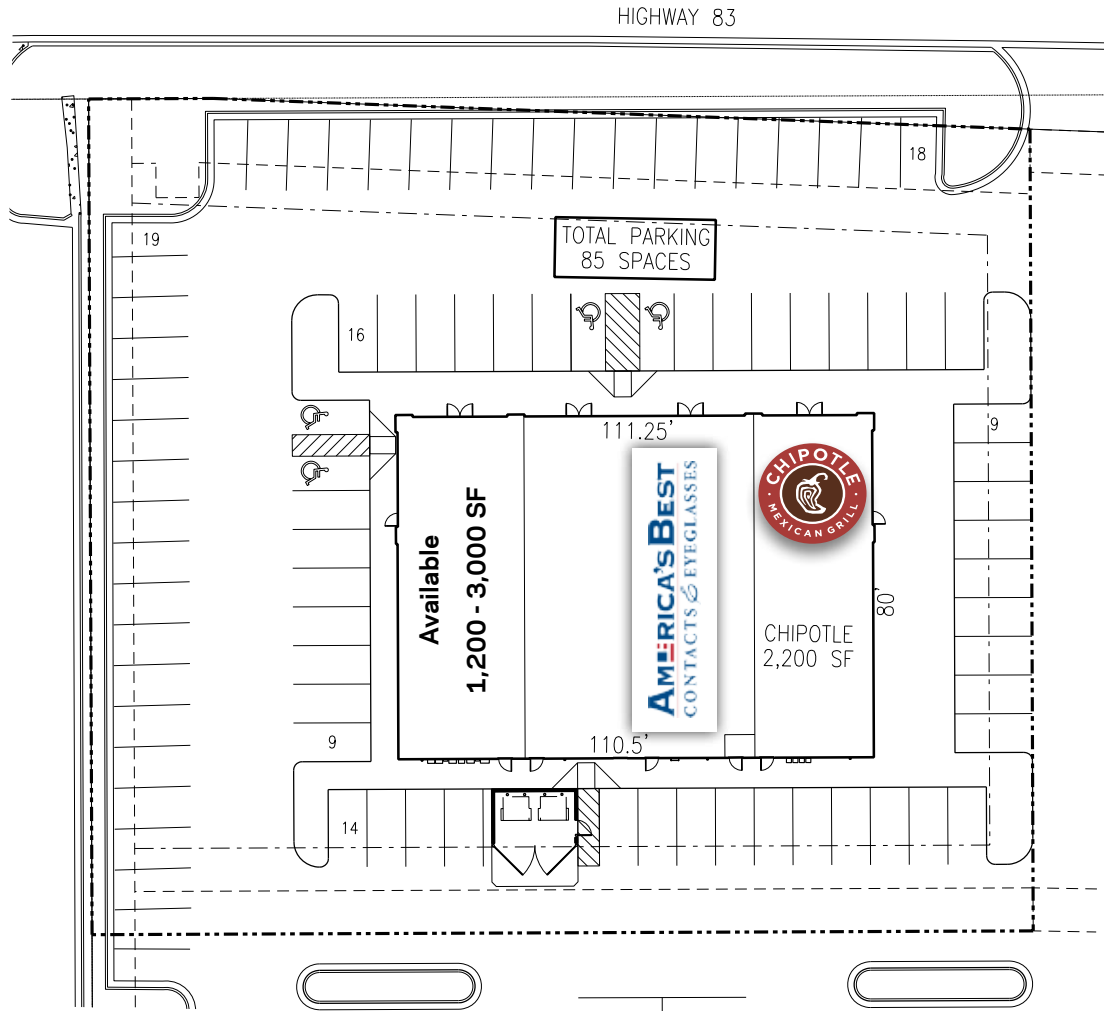 HIGHWAY 83
18
19
TOTAL PARKING
85 SPACES
16
9
111.25'
CHIPOTLE
MEXICAN GRILL
Available
1,200 - 3,000 SF
AMERICA'S BEST
CONTACTS & EYEGLASSES
80'
CHIPOTLE
2,200 SF
9
110.5'
14